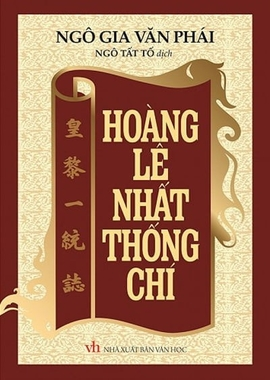 NGÔ GIA VĂN PHÁI
NGÔ TẤT TỐ dịch
皇黎一統誌
HOÀNG
LÊ
NHẤT
THỐNG
CHÍ
vh NHÀ XUẤT BẢN VĂN HỌC